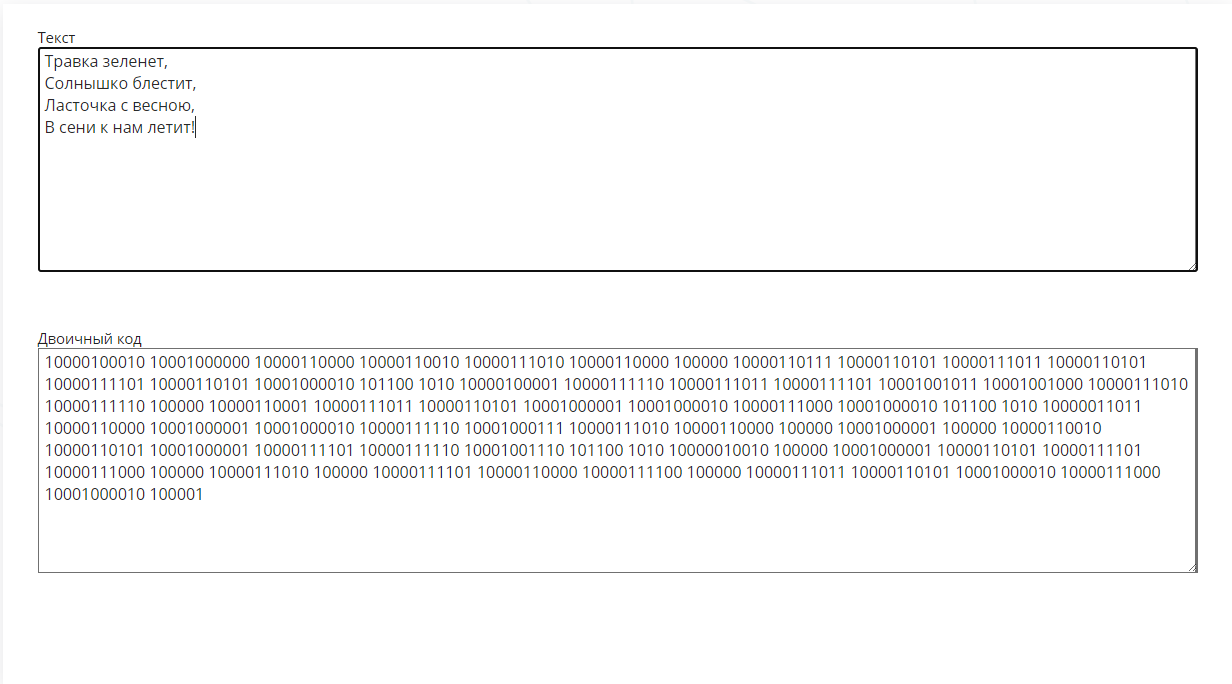 Текст
Травка зеленет,
Солнышко блестит,
Ласточка с весною,
В сени к нам летит!
Двоичный код
10000100010 10001000000 10000110000 10000110010 10000111010 10000110000 100000 10000110111 10000110101 10000111011 10000110101
10000111101 10000110101 10001000010 101100 1010 10000100001 10000111110 10000111011 10000111101 10001001011 10001001000 10000111010
10000111110 100000 10000110001 10000111011 10000110101 10001000001 10001000010 10000111000 10001000010 101100 1010 10000011011
10000110000 10001000001 10001000010 10000111110 10001000111 10000111010 10000110000 100000 10001000001 100000 10000110010
10000110101 10001000001 10000111101 10000111110 10001001110 101100 1010 10000010010 100000 10001000001 10000110101 10000111101
10000111000 100000 10000111010 100000 10000111101 10000110000 10000111100 100000 10000111011 10000110101 10001000010 10000111000
10001000010 100001